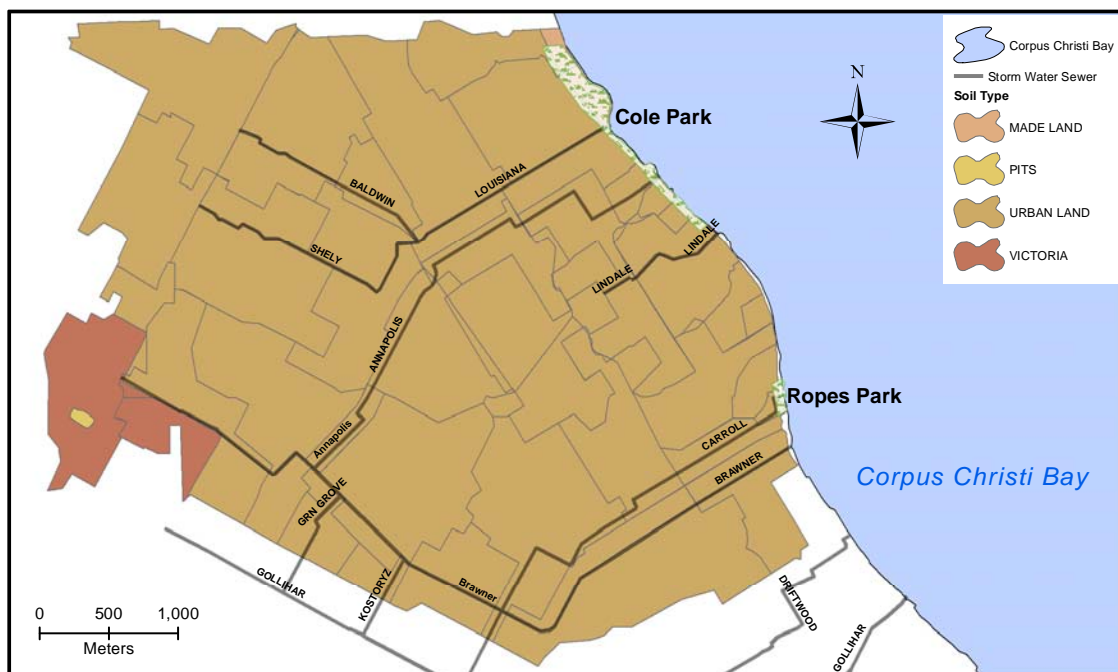 Corpus Christi Bay
Storm Water Sewer
Soil Type
MADE LAND
PITS
URBAN LAND
VICTORIA
N
Cole Park
LOUISIANA
BALDWIN
SHELY
LINDALE
LINDALE
ANNAPOLIS
Ropes Park
CARROLL
BRAWNER
Annapolis
Corpus Christi Bay
GRN GROVE
GOLLIHAR
KOSTORYZ
Brawner
DRIFTWOOD
GOLLIHAR
0 500 1,000
Meters